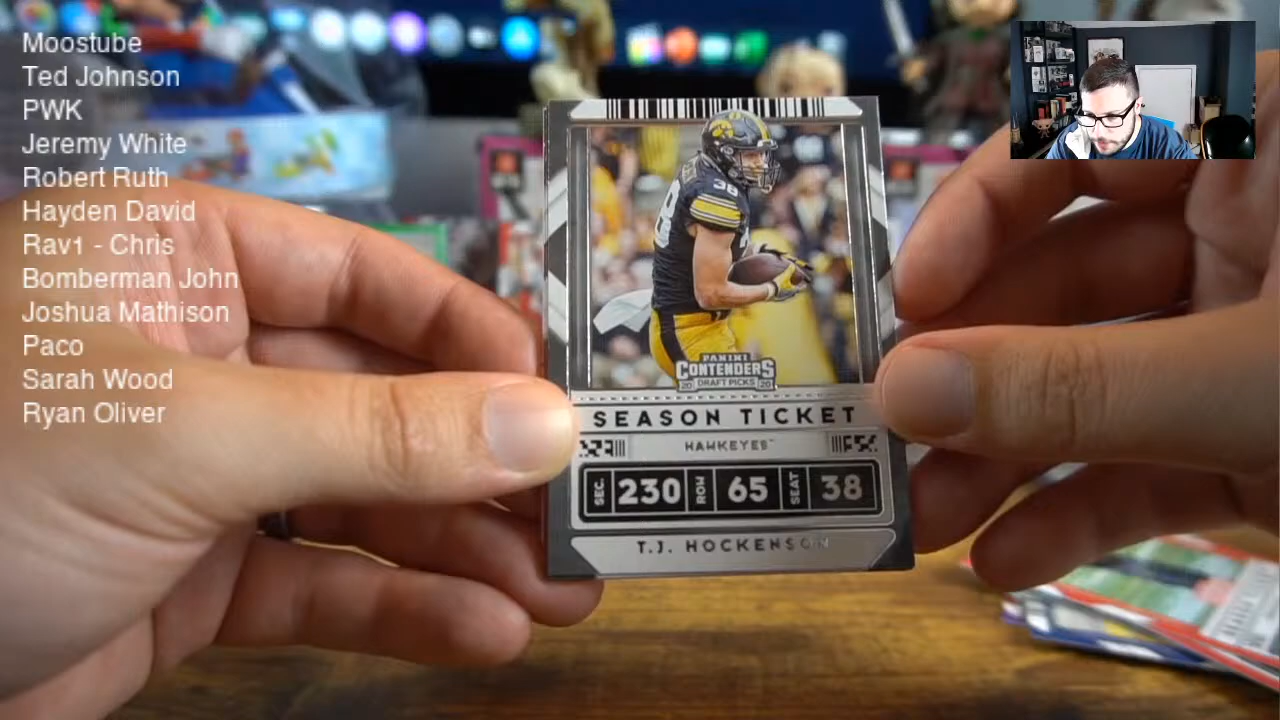 Moostube
Ted Johnson
PWK
Jeremy White
Robert Ruth
Hayden David
Rav1 - Chris
Bomberman John
Joshua Mathison
Paco
Sarah Wood
Ryan Oliver
38
PANINI
CONTENDERS
20 DRAFT PICKS 20
SEASON TICKET
HAWKEYES™
SEC. 230 ROW 65 SEAT 38
T.J. HOCKENSON